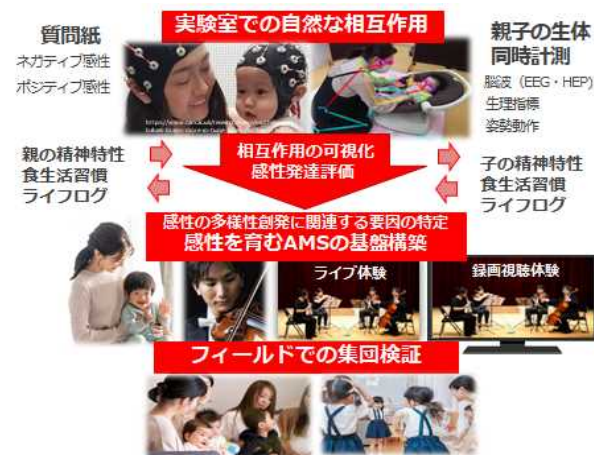 実験室での自然な相互作用
質問紙
ネガティブ感性
ポジティブ感性
親子の生体
同時計測
脳波（EEG・HEP）
生理指標
姿勢動作
親の精神特性
食生活習慣
ライフログ
相互作用の可視化
感性発達評価
子の精神特性
食生活習慣
ライフログ
感性の多様性創発に関連する要因の特定
感性を育むAMSの基盤構築
ライブ体験
録画視聴体験
フィールドでの集団検証